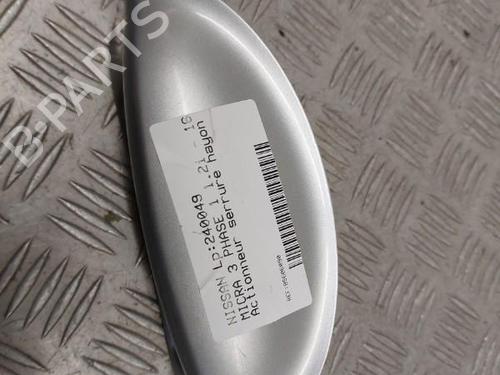 B-PARTS
NISSAN LP:240049
MICRA 3 PHASE 1 1.2i - 16
Actionneur serrure hayon